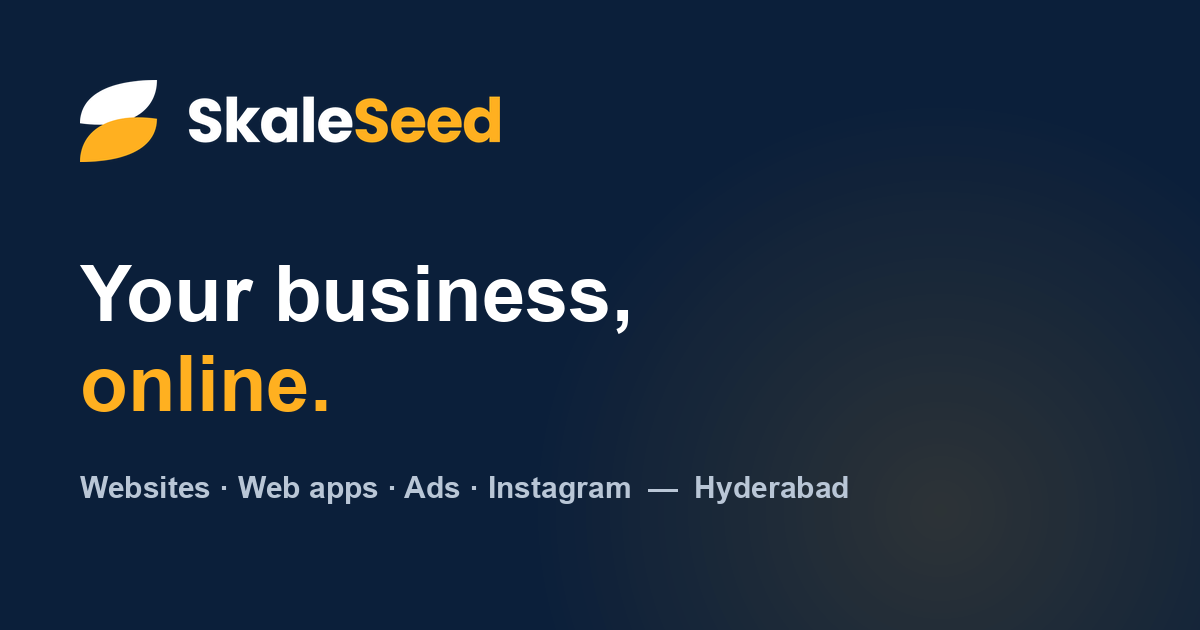 SkaleSeed
Your business,
online.
Websites · Web apps · Ads · Instagram — Hyderabad